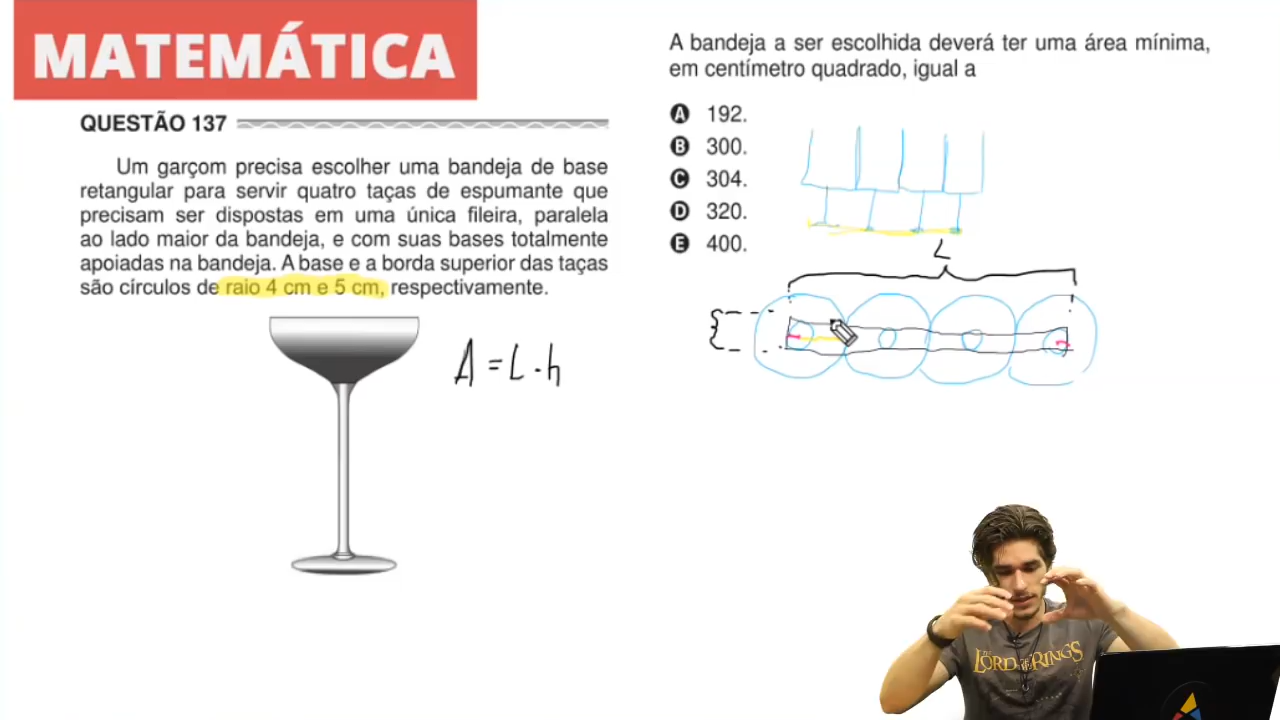 MATEMÁTICA
QUESTÃO 137
Um garçom precisa escolher uma bandeja de base
retangular para servir quatro taças de espumante que
precisam ser dispostas em uma única fileira, paralela
ao lado maior da bandeja, e com suas bases totalmente
apoiadas na bandeja. A base e a borda superior das taças
são círculos de raio 4 cm e 5 cm, respectivamente.
A = L . h
A bandeja a ser escolhida deverá ter uma área mínima,
em centímetro quadrado, igual a
A 192.
B 300.
C 304.
D 320.
E 400.
L
THE
LORD OF THE RINGS